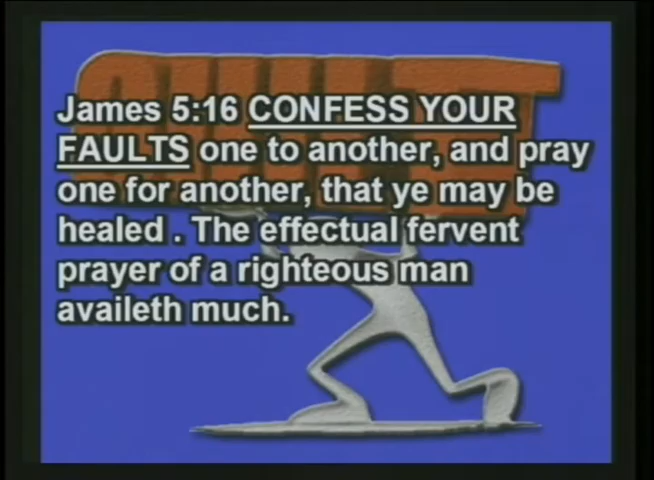 GUILT
James 5:16 CONFESS YOUR
FAULTS one to another, and pray
one for another, that ye may be
healed . The effectual fervent
prayer of a righteous man
availeth much.